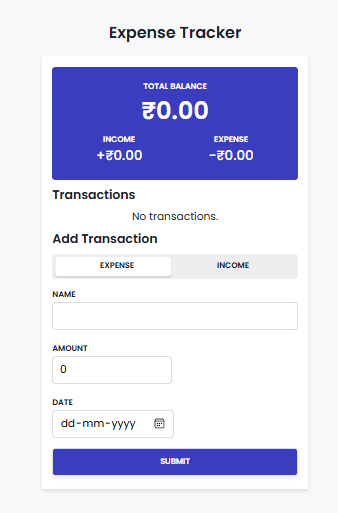 Expense Tracker
TOTAL BALANCE
₹0.00
INCOME EXPENSE
+₹0.00 -₹0.00
Transactions
No transactions.
Add Transaction
EXPENSE INCOME
NAME
AMOUNT
0
DATE
dd-mm-yyyy
SUBMIT